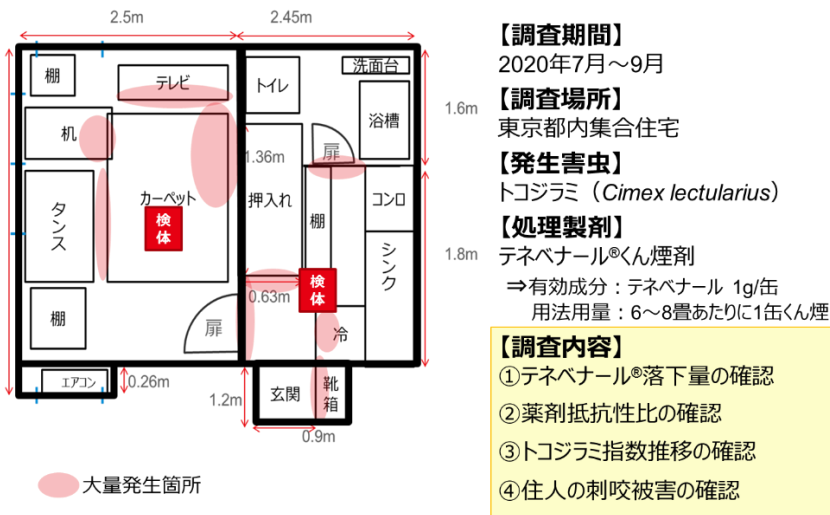 2.5m
2.45m
棚
テレビ
トイレ
洗面台
浴槽
1.6m
机
扉
1.36m
カーペット
押入れ
棚
コンロ
タンス
検体
シンク
1.8m
検体
0.63m
棚
扉
冷
エアコン
0.26m
1.2m
玄関
靴箱
0.9m
大量発生箇所
【調査期間】
2020年7月～9月
【調査場所】
東京都内集合住宅
【発生害虫】
トコジラミ（Cimex lectularius）
【処理製剤】
テネベナール®くん煙剤
⇒有効成分：テネベナール 1g/缶
用法用量：6～8畳あたりに1缶くん煙
【調査内容】
①テネベナール®落下量の確認
②薬剤抵抗性比の確認
③トコジラミ指数推移の確認
④住人の刺咬被害の確認